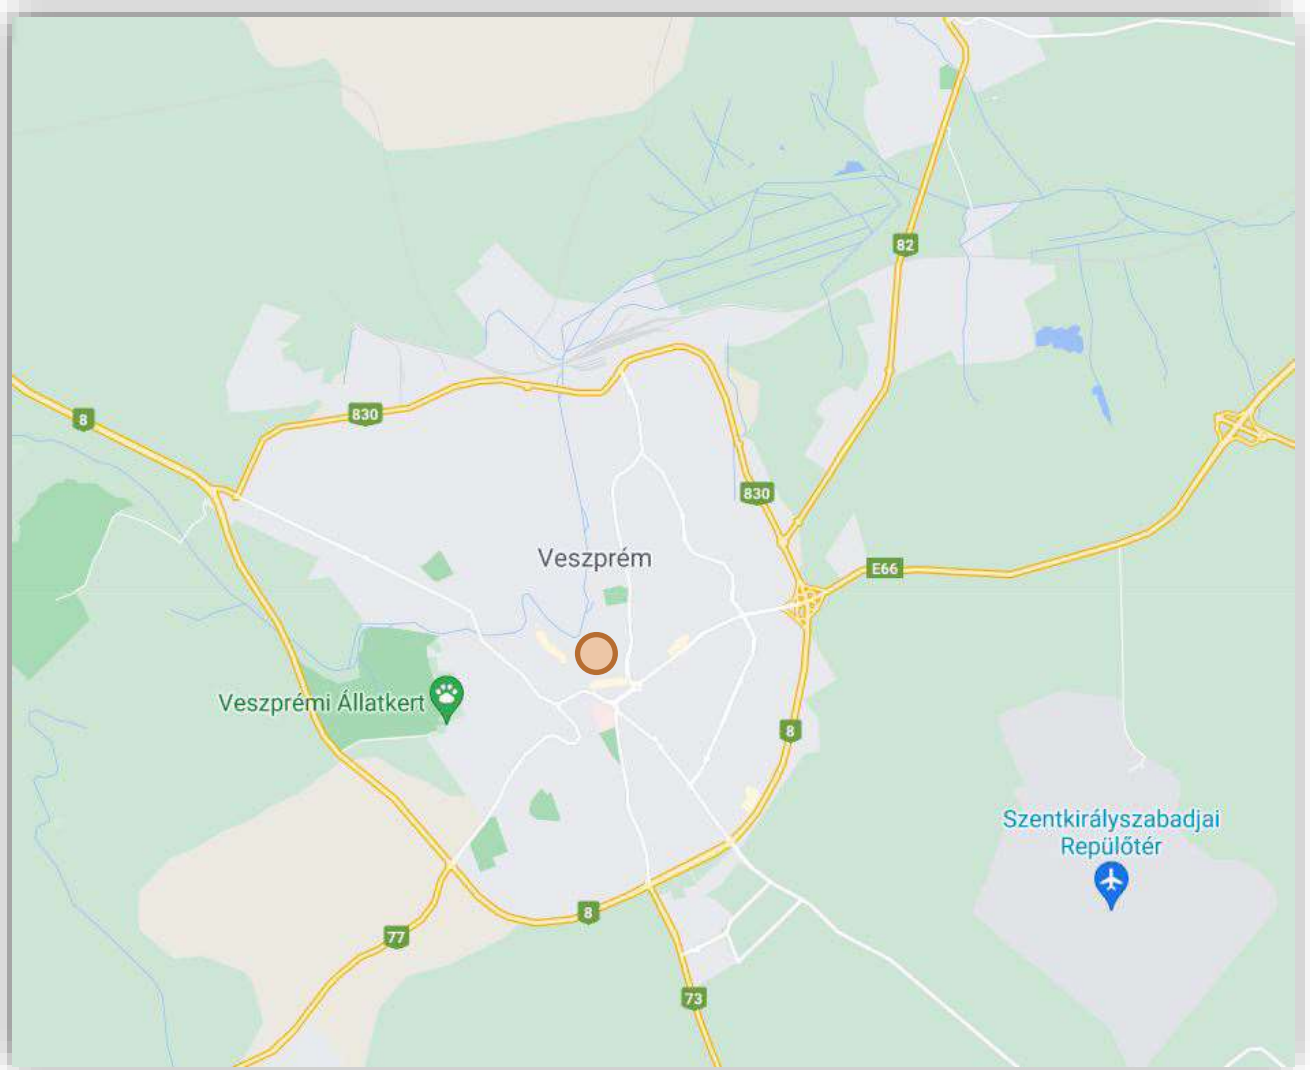 82
8
830
830
Veszprém
E66
Veszprémi Állatkert
8
Szentkirályszabadjai
Repülőtér
8
77
73